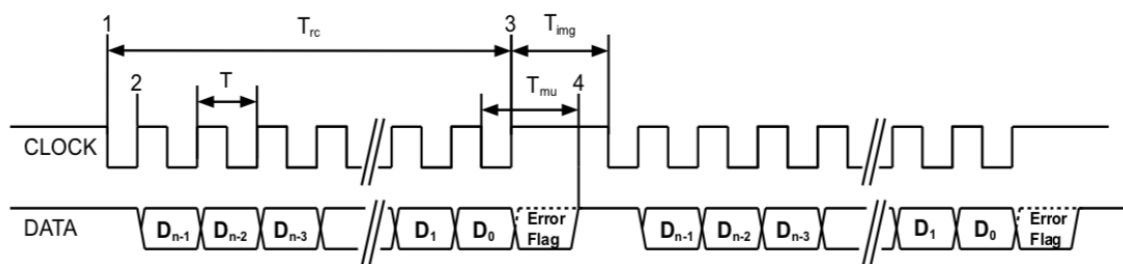 1 T_rc 3 T_img
2 T T_mu 4
CLOCK
DATA D_n-1 D_n-2 D_n-3 D_1 D_0 Error Flag D_n-1 D_n-2 D_n-3 D_1 D_0 Error Flag